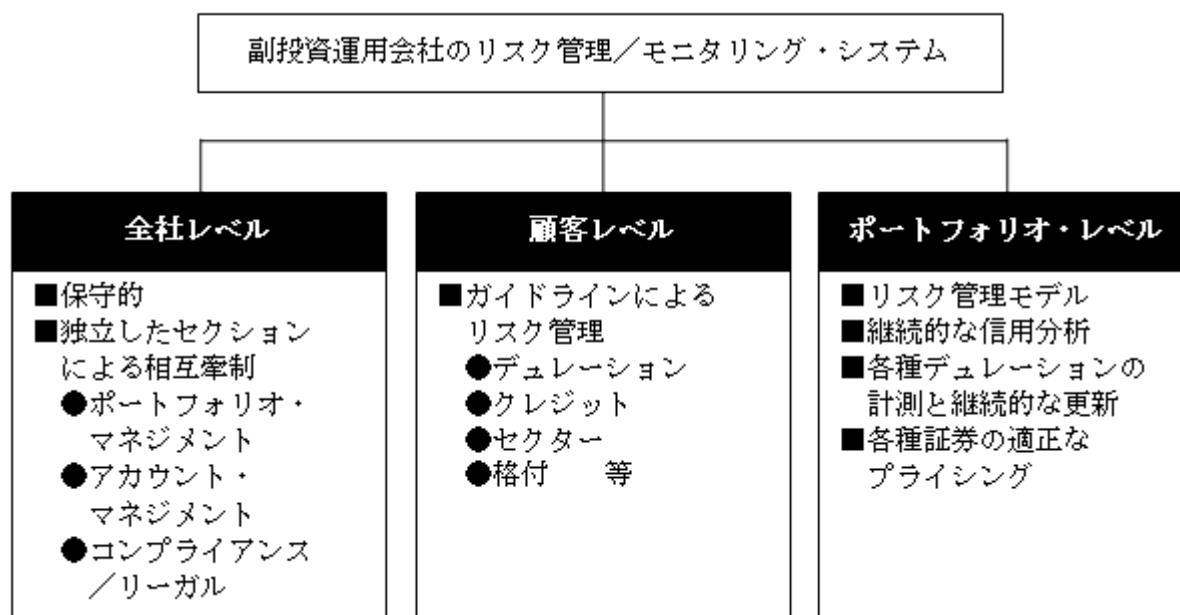 副投資運用会社のリスク管理／モニタリング・システム
全社レベル
■保守的
■独立したセクション
による相互牽制
●ポートフォリオ・
マネジメント
●アカウント・
マネジメント
●コンプライアンス
／リーガル
顧客レベル
■ガイドラインによる
リスク管理
●デュレーション
●クレジット
●セクター
●格付　　等
ポートフォリオ・レベル
■リスク管理モデル
■継続的な信用分析
■各種デュレーションの
計測と継続的な更新
■各種証券の適正な
プライシング